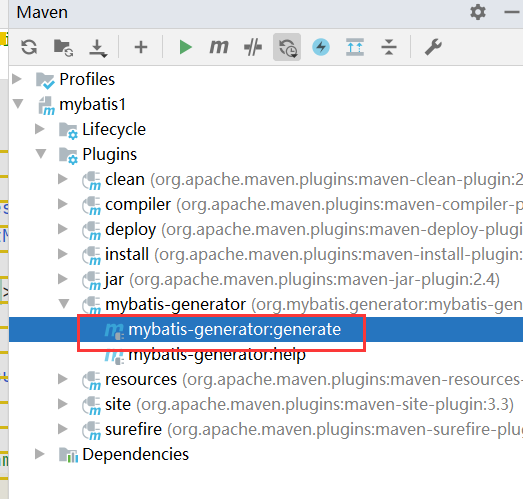 Maven
Profiles
mybatis1
Lifecycle
Plugins
clean (org.apache.maven.plugins:maven-clean-plugin:2
compiler (org.apache.maven.plugins:maven-compiler-p
deploy (org.apache.maven.plugins:maven-deploy-plugin
install (org.apache.maven.plugins:maven-install-plugin:
jar (org.apache.maven.plugins:maven-jar-plugin:2.4)
mybatis-generator (org.mybatis.generator:mybatis-gen
mybatis-generator:generate
mybatis-generator:help
resources (org.apache.maven.plugins:maven-resources-
site (org.apache.maven.plugins:maven-site-plugin:3.3)
surefire (org.apache.maven.plugins:maven-surefire-plu
Dependencies